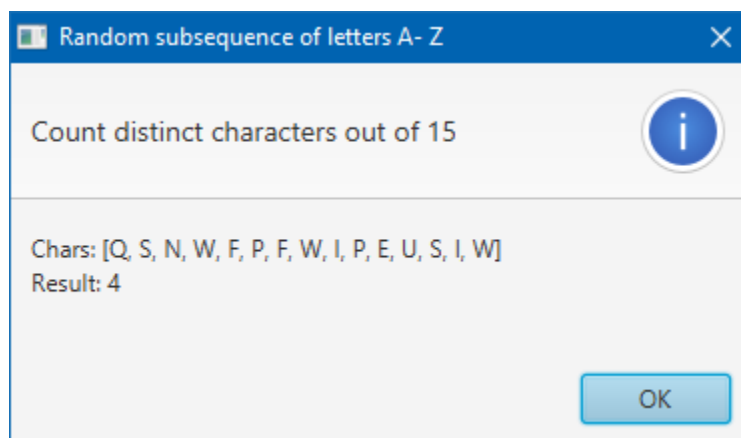 Random subsequence of letters A- Z
Count distinct characters out of 15
i
Chars: [Q, S, N, W, F, P, F, W, I, P, E, U, S, I, W]
Result: 4
OK